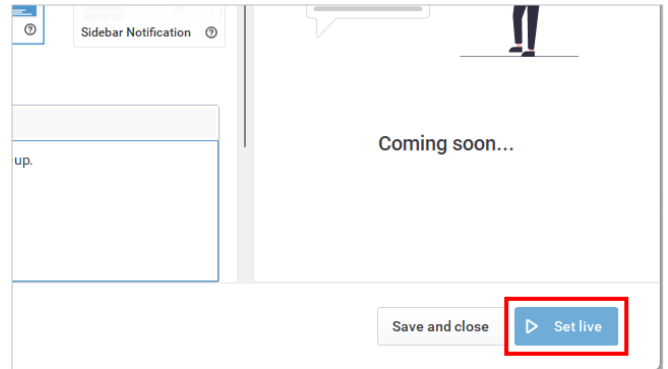 Sidebar Notification
up.
Coming soon...
Save and close
Set live